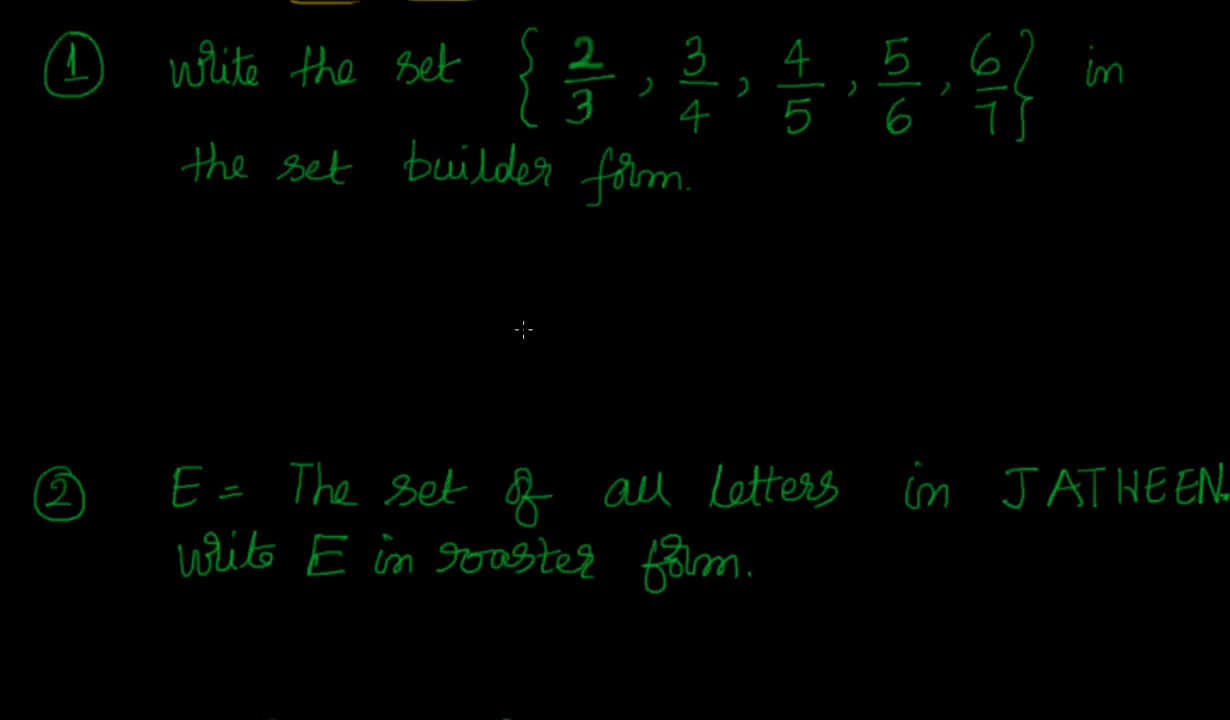 ① write the set {2/3, 3/4, 4/5, 5/6, 6/7} in
the set builder form.
② E = The set of all letters in JATHEEN.
write E in roaster form.